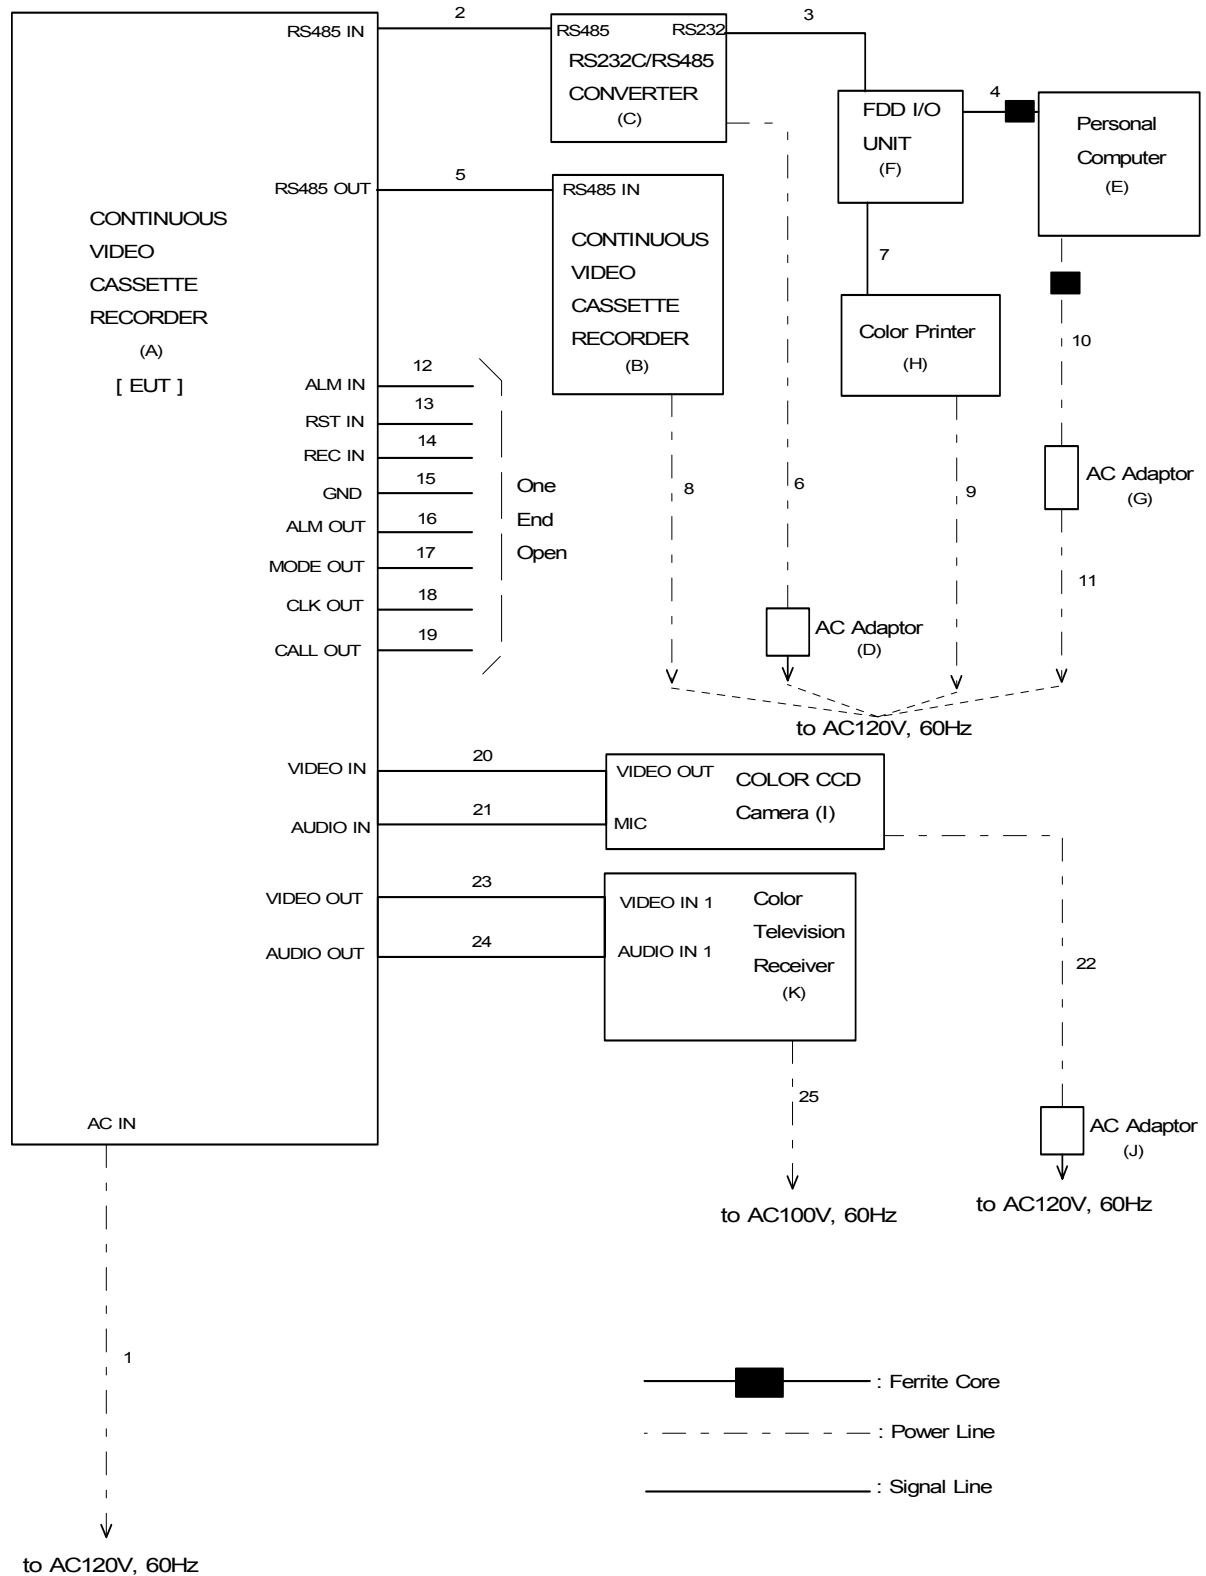 2
3
RS485 IN
RS485
RS232
RS232C/RS485
CONVERTER
(C)
4
FDD I/O
UNIT
(F)
Personal
Computer
(E)
5
RS485 OUT
RS485 IN
CONTINUOUS
VIDEO
CASSETTE
RECORDER
(A)
[ EUT ]
CONTINUOUS
VIDEO
CASSETTE
RECORDER
(B)
7
Color Printer
(H)
10
12
ALM IN
13
RST IN
14
REC IN
15
GND
16
ALM OUT
17
MODE OUT
18
CLK OUT
19
CALL OUT
One
End
Open
8
6
9
AC Adaptor
(G)
11
AC Adaptor
(D)
to AC120V, 60Hz
20
VIDEO IN
VIDEO OUT
COLOR CCD
Camera (I)
21
AUDIO IN
MIC
23
VIDEO OUT
VIDEO IN 1
24
AUDIO OUT
AUDIO IN 1
Color
Television
Receiver
(K)
22
25
AC IN
AC Adaptor
(J)
to AC100V, 60Hz
to AC120V, 60Hz
1
: Ferrite Core
: Power Line
: Signal Line
to AC120V, 60Hz